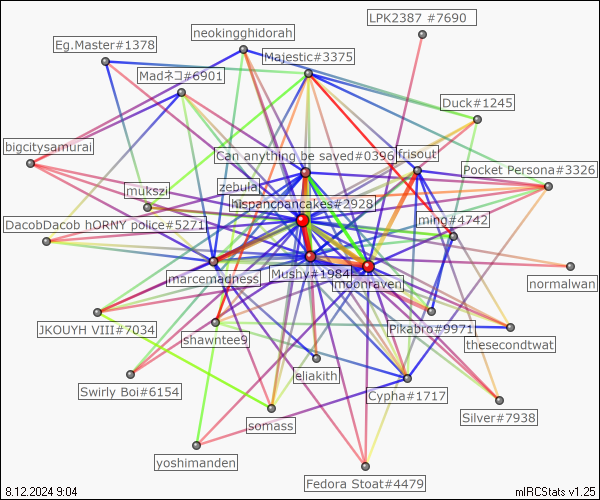 LPK2387 #7690
neokingghidorah
Eg.Master#1378
Majestic#3375
Madネコ#6901
Duck#1245
bigcitysamurai
Can anything be saved#0396
frisout
Pocket Persona#3326
zebula
mukszi
hispancpancakes#2928
ming#4742
DacobDacob hORNY police#5271
marcemadness
Mushy#1984
moonraven
normalwan
JKOUYH VIII#7034
Pikabro#9971
shawntee9
thesecondtwat
eliakith
Swirly Boi#6154
Cypha#1717
Silver#7938
somass
yoshimanden
Fedora Stoat#4479
8.12.2024 9:04
mIRCStats v1.25